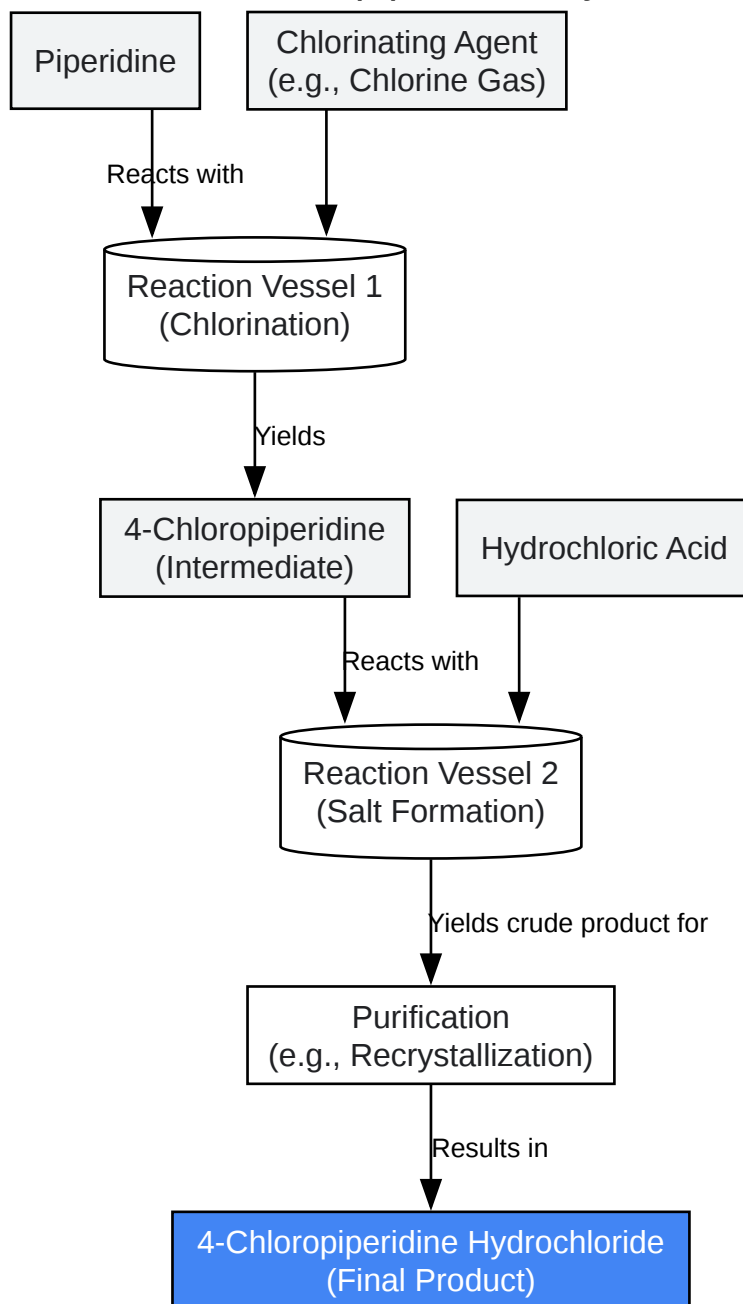 Piperidine
Chlorinating Agent
(e.g., Chlorine Gas)
Reacts with
Reaction Vessel 1
(Chlorination)
Yields
4-Chloropiperidine
(Intermediate)
Hydrochloric Acid
Reacts with
Reaction Vessel 2
(Salt Formation)
Yields crude product for
Purification
(e.g., Recrystallization)
Results in
4-Chloropiperidine Hydrochloride
(Final Product)